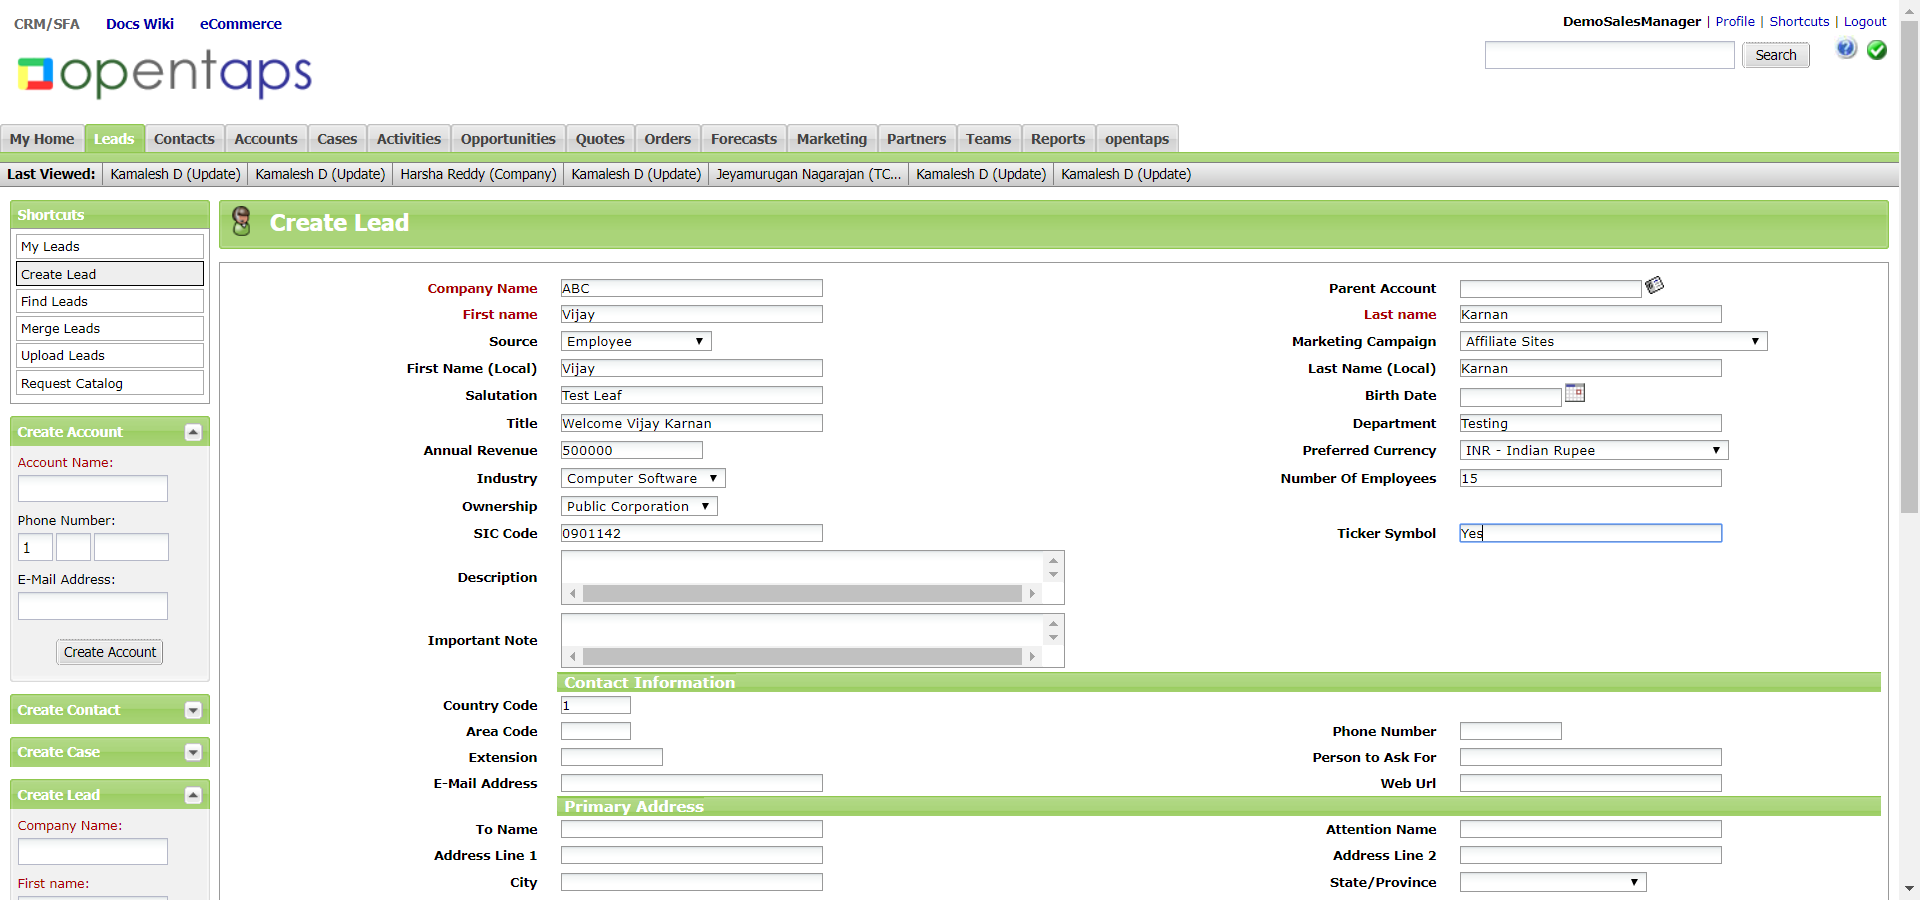 CRM/SFA Docs Wiki eCommerce
DemoSalesManager | Profile | Shortcuts | Logout
opentaps
Search
My Home Leads Contacts Accounts Cases Activities Opportunities Quotes Orders Forecasts Marketing Partners Teams Reports opentaps
Last Viewed: Kamalesh D (Update) Kamalesh D (Update) Harsha Reddy (Company) Kamalesh D (Update) Jeyamurugan Nagarajan (TC... Kamalesh D (Update) Kamalesh D (Update)
Shortcuts
My Leads
Create Lead
Find Leads
Merge Leads
Upload Leads
Request Catalog
Create Account
Account Name:
Phone Number:
1
E-Mail Address:
Create Account
Create Contact
Create Case
Create Lead
Company Name:
First name:
Create Lead
Company Name ABC Parent Account
First name Vijay Last name Karnan
Source Employee Marketing Campaign Affiliate Sites
First Name (Local) Vijay Last Name (Local) Karnan
Salutation Test Leaf Birth Date
Title Welcome Vijay Karnan Department Testing
Annual Revenue 500000 Preferred Currency INR - Indian Rupee
Industry Computer Software Number Of Employees 15
Ownership Public Corporation
SIC Code 0901142 Ticker Symbol Yes
Description
Important Note
Contact Information
Country Code 1
Area Code Phone Number
Extension Person to Ask For
E-Mail Address Web Url
Primary Address
To Name Attention Name
Address Line 1 Address Line 2
City State/Province